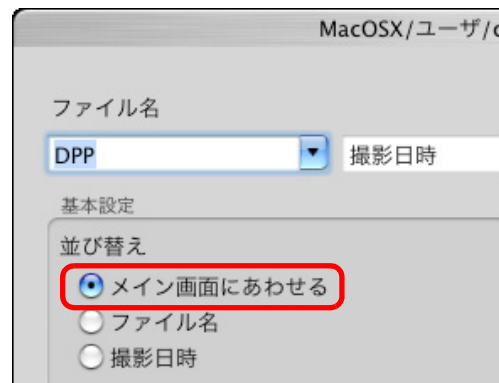 MacOSX/ユーザ/c
ファイル名
DPP 撮影日時
基本設定
並び替え
メイン画面にあわせる
ファイル名
撮影日時